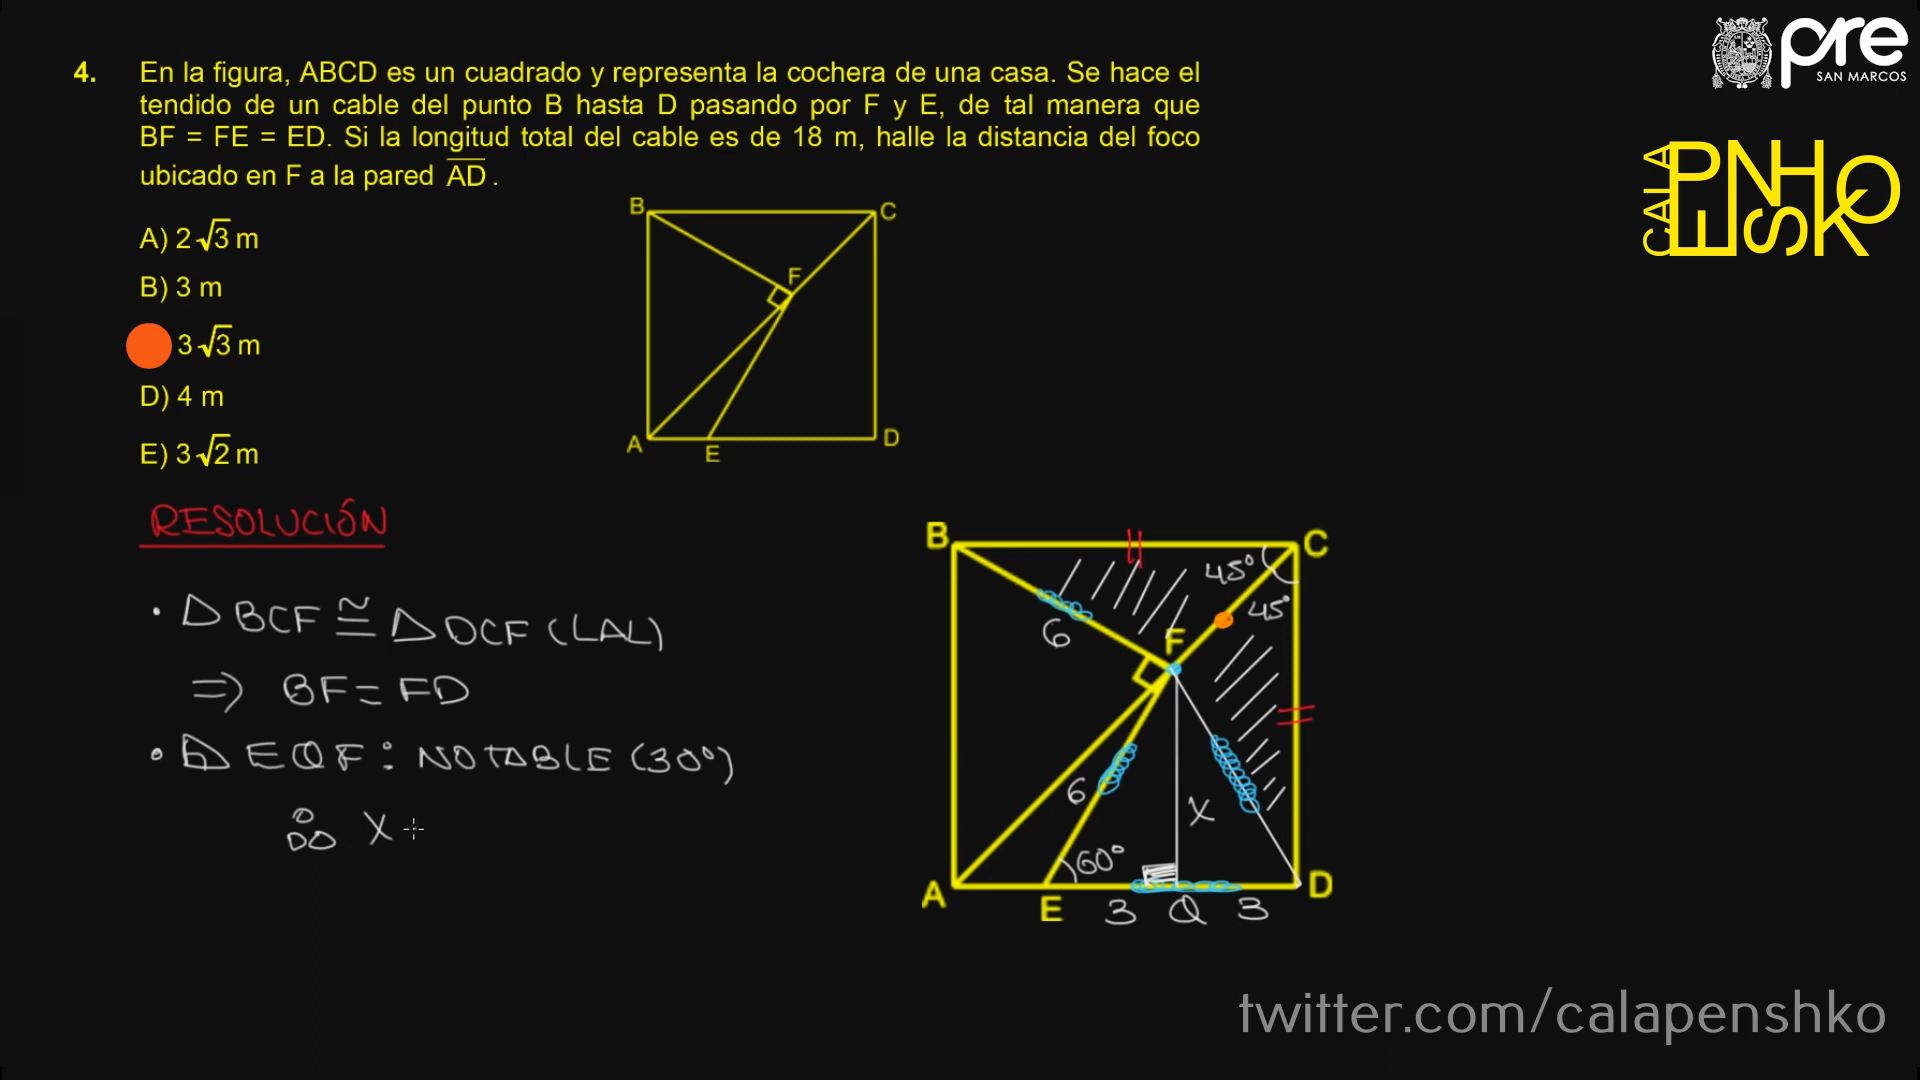 4. En la figura, ABCD es un cuadrado y representa la cochera de una casa. Se hace el
tendido de un cable del punto B hasta D pasando por F y E, de tal manera que
BF = FE = ED. Si la longitud total del cable es de 18 m, halle la distancia del foco
ubicado en F a la pared \overline{AD}.
A) 2√3 m
B) 3 m
3√3 m
D) 4 m
E) 3√2 m
B
C
F
A
E
D
RESOLUCIÓN
• △ BCF ≅ △ DCF (LAL)
⇒ BF = FD
• ◺ EQF : NOTABLE (30°)
∴ X
B
C
45°
45°
6
F
6
X
60°
A
E
3 Q 3
D
pre
SAN MARCOS
CALA
PENSHKO
twitter.com/calapenshko